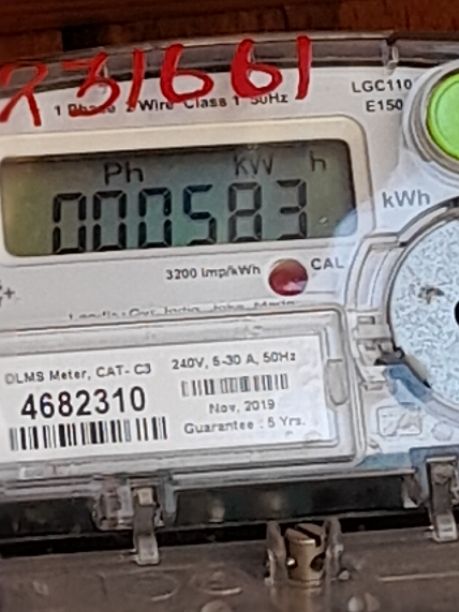 231661
LGC110
1 Phase 2 Wire Class 1 50Hz
E150
Ph kW h
000583
kWh
3200 Imp/kWh
CAL
DLMS Meter, CAT- C3
240V, 5-30 A, 50Hz
4682310
Nov, 2019
Guarantee : 5 Yrs.